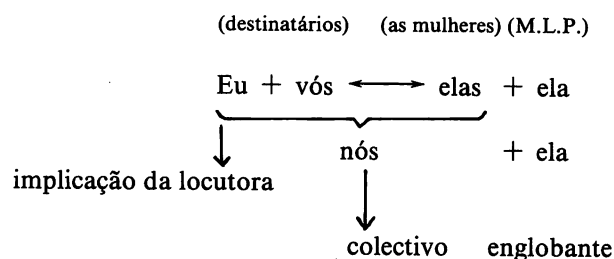 (destinatários) (as mulheres) (M.L.P.)
Eu + vós ⟷ elas + ela
nós + ela
implicação da locutora
colectivo englobante